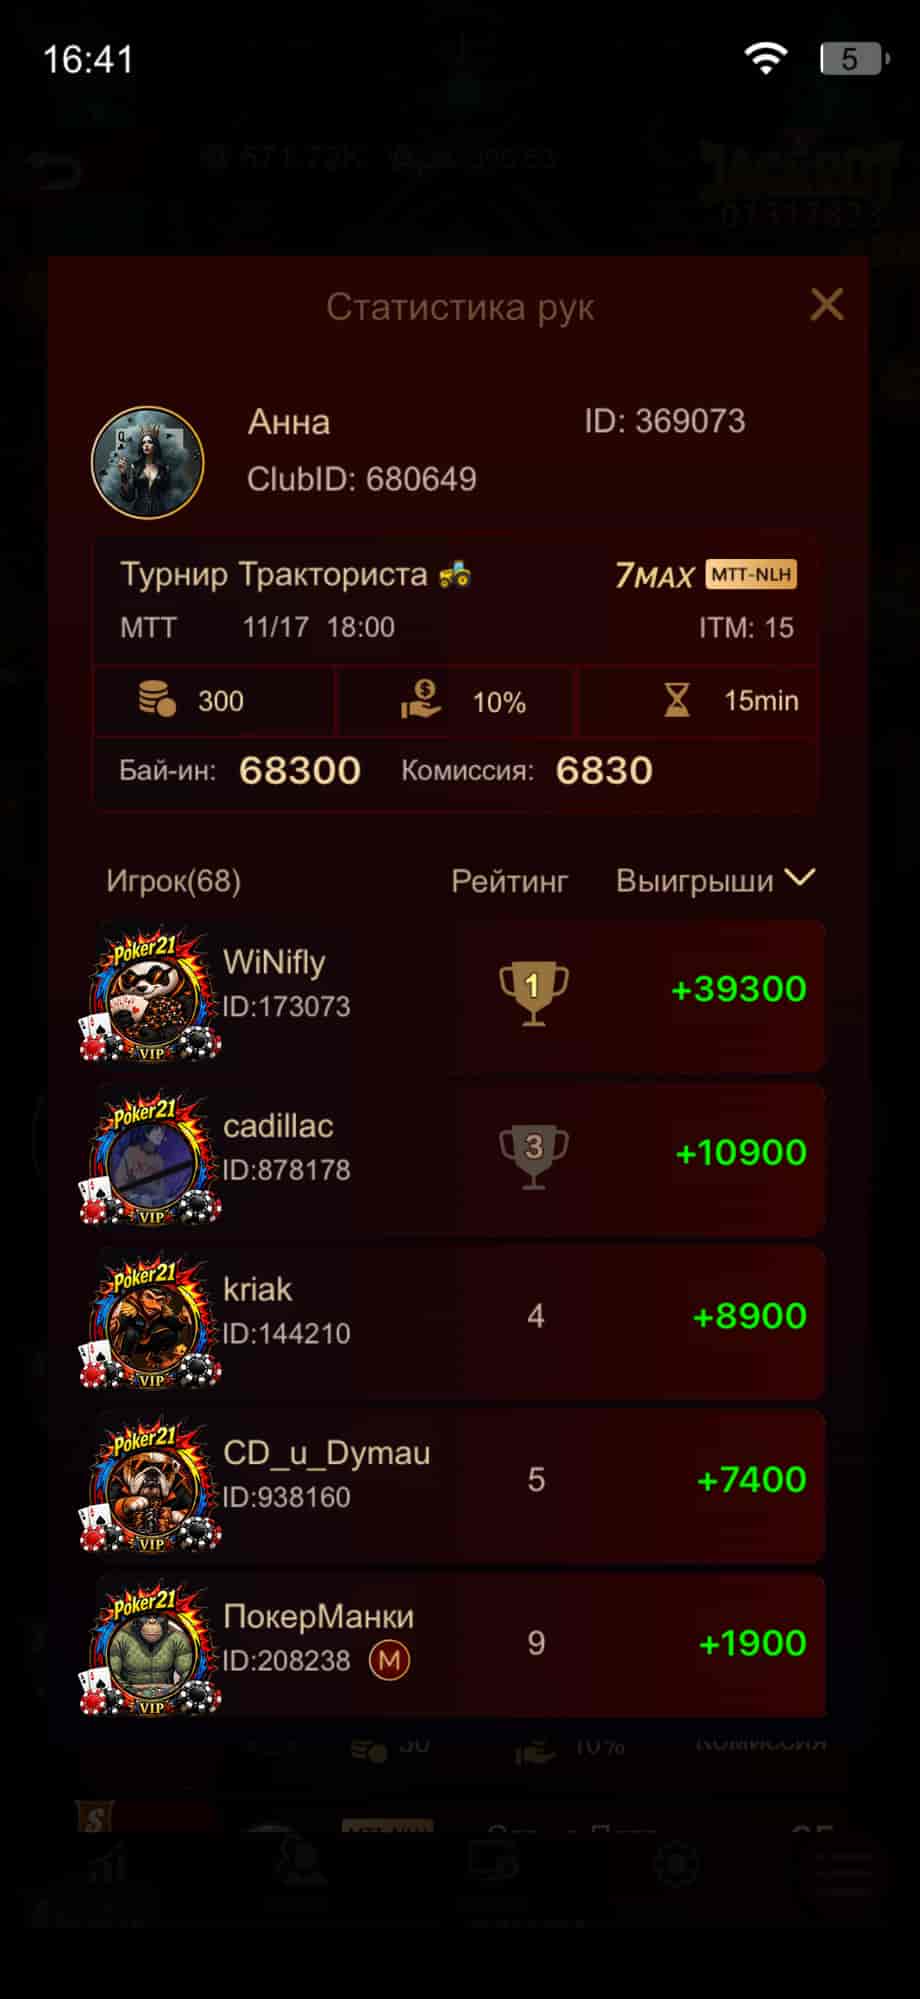 16:41
5
Статистика рук
Анна
ID: 369073
ClubID: 680649
Турнир Тракториста
7MAX MTT-NLH
MTT 11/17 18:00 ITM: 15
300 10% 15min
Бай-ин: 68300 Комиссия: 6830
Игрок(68) Рейтинг Выигрыши
Poker21 VIP
WiNifly
ID:173073
1
+39300
Poker21 VIP
cadillac
ID:878178
3
+10900
Poker21 VIP
kriak
ID:144210
4
+8900
Poker21 VIP
CD_u_Dymau
ID:938160
5
+7400
Poker21 VIP
ПокерМанки
ID:208238 M
9
+1900
10%